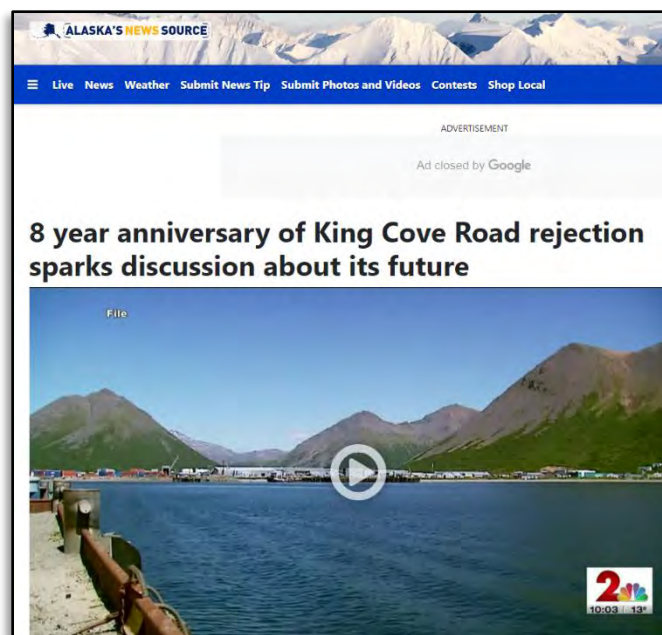 ALASKA'S NEWS SOURCE
☰ Live News Weather Submit News Tip Submit Photos and Videos Contests Shop Local
ADVERTISEMENT
Ad closed by Google
8 year anniversary of King Cove Road rejection
sparks discussion about its future
File
2
10:03 13°